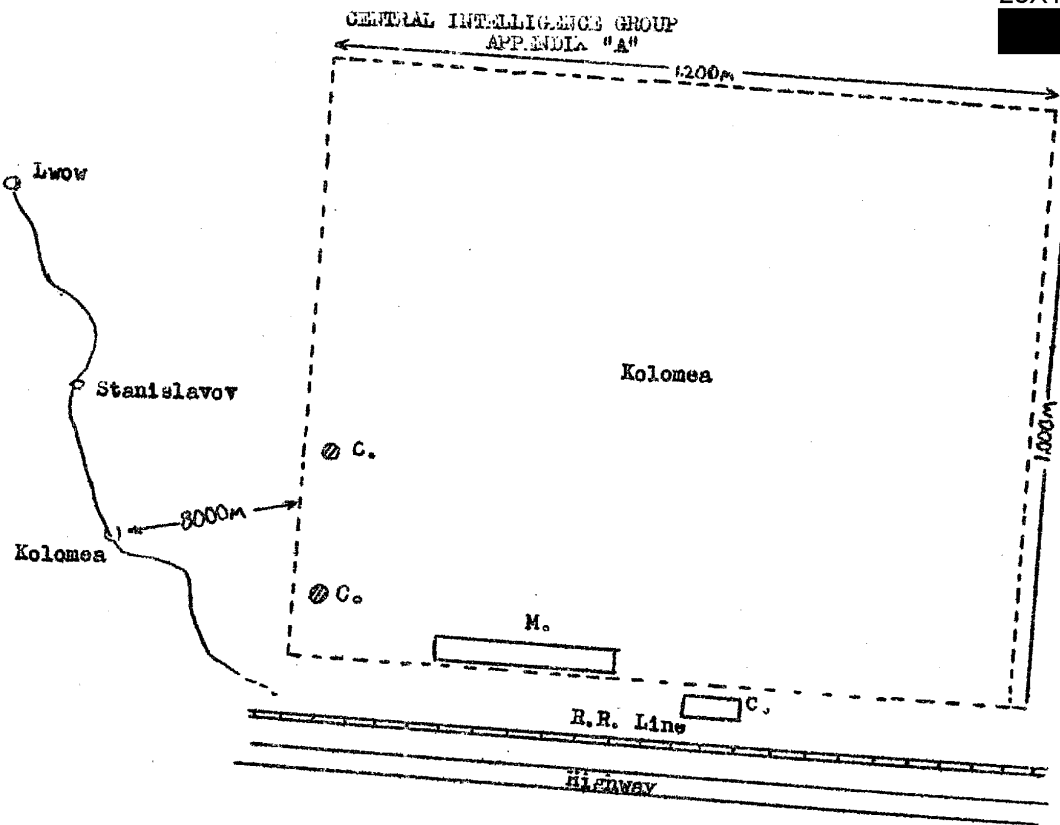 CENTRAL INTELLIGENCE GROUP
APPENDIX "A"
1200m
Lwow
Kolomea
Stanislavov
1000M
C.
8000M
Kolomea
C.
M.
C.
R.R. Line
Highway